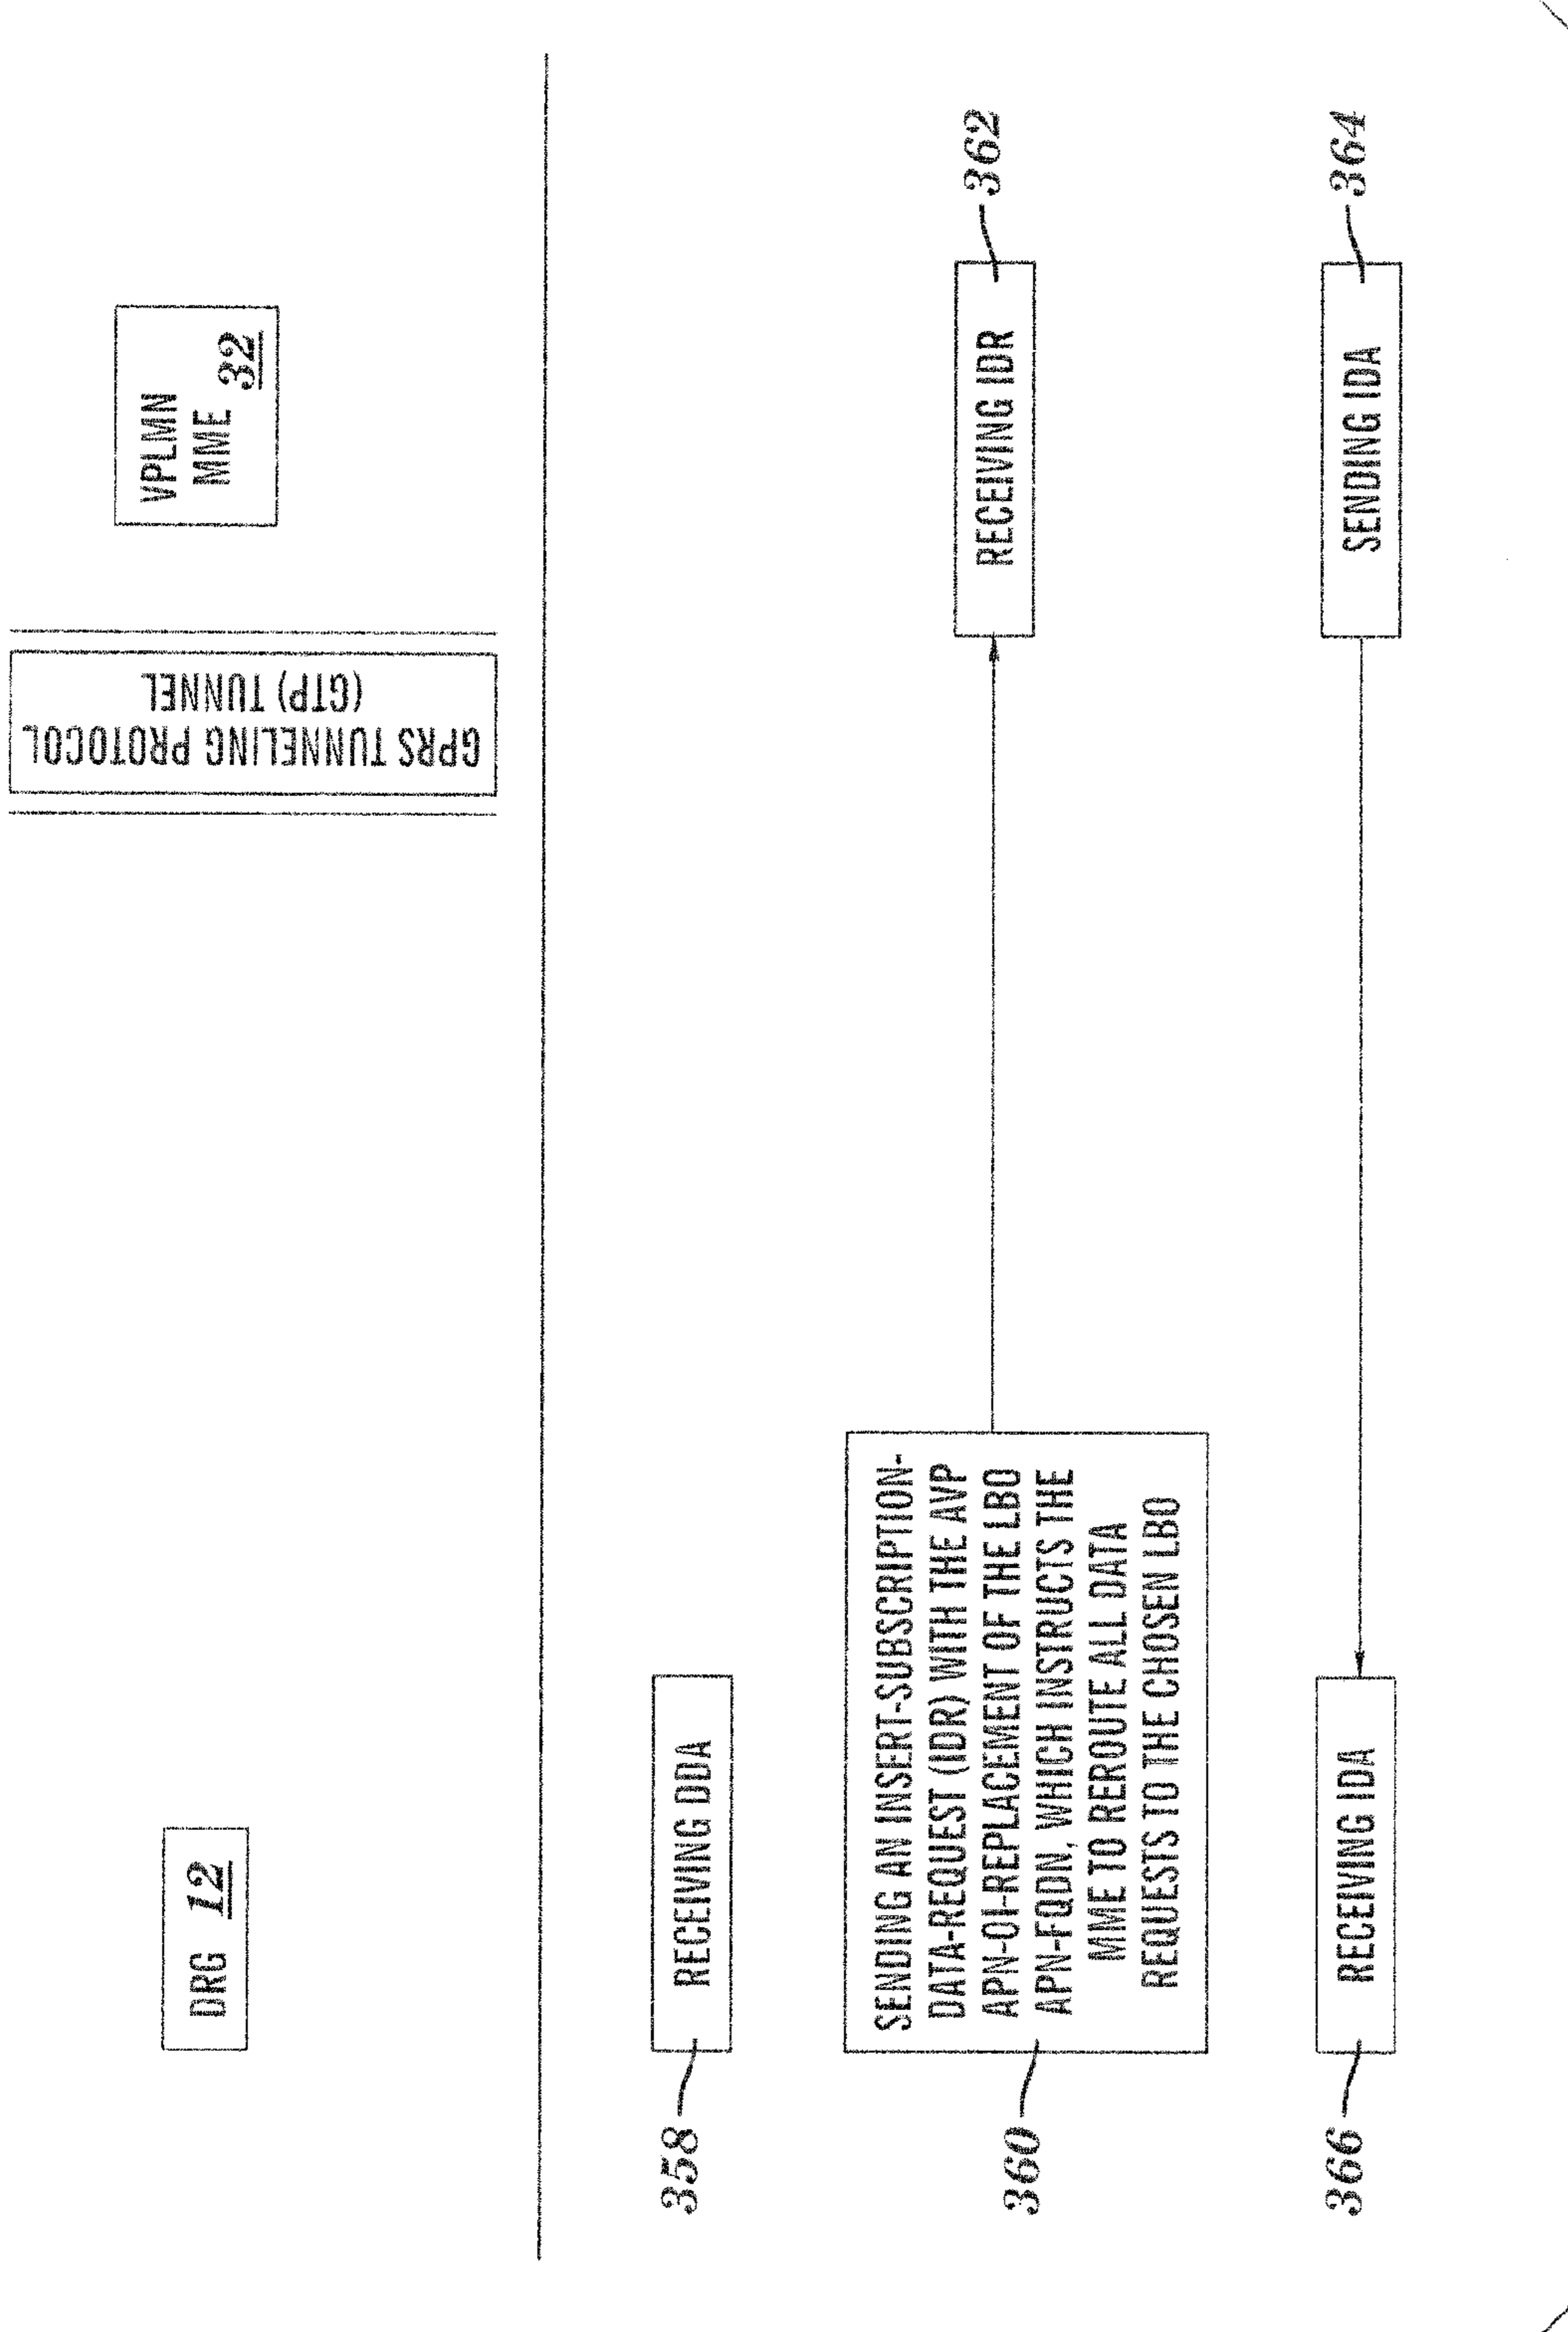 DRG 12
GPRS TUNNELING PROTOCOL
(GTP) TUNNEL
VPLMN
MME
32
358
RECEIVING DDA
360
SENDING AN INSERT-SUBSCRIPTION-
DATA-REQUEST (IDR) WITH THE AVP
APN-OI-REPLACEMENT OF THE LBO
APN-FQDN, WHICH INSTRUCTS THE
MME TO REROUTE ALL DATA
REQUESTS TO THE CHOSEN LBO
RECEIVING IDR
362
366
RECEIVING IDA
SENDING IDA
364